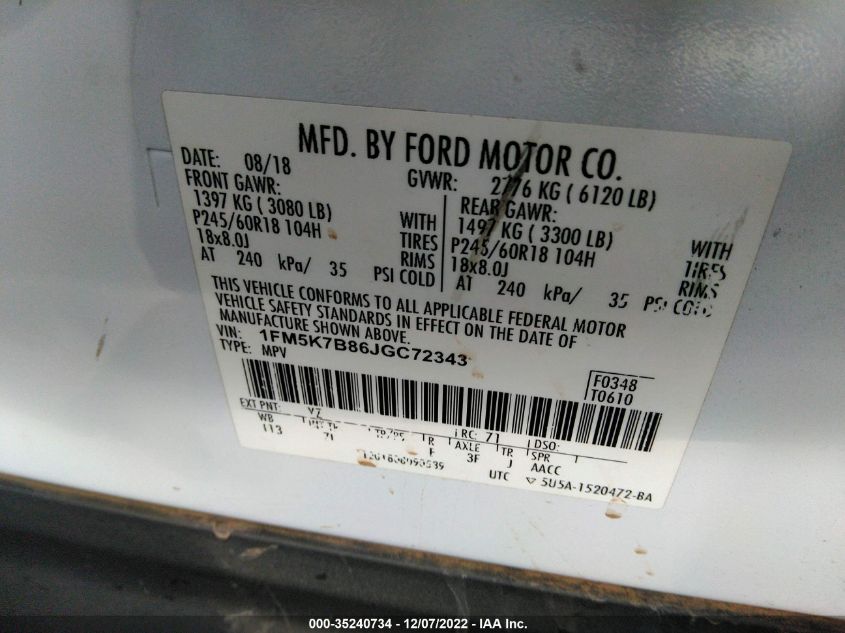 MFD. BY FORD MOTOR CO.
DATE: 08/18 GVWR: 2776 KG ( 6120 LB)
FRONT GAWR: REAR GAWR:
1397 KG ( 3080 LB) WITH 1497 KG ( 3300 LB) WITH
P245/60R18 104H TIRES P245/60R18 104H TIRES
18x8.0J RIMS 18x8.0J RIMS
AT 240 kPa/ 35 PSI COLD AT 240 kPa/ 35 PSI COLD
THIS VEHICLE CONFORMS TO ALL APPLICABLE FEDERAL MOTOR
VEHICLE SAFETY STANDARDS IN EFFECT ON THE DATE OF
MANUFACTURE SHOWN ABOVE.
VIN: 1FM5K7B86JGC72343
TYPE: MPV
F0348
T0610
EXT PNT: YZ RC: 71 DSO:
WB R AXLE TR SPR
113 F 3F J AACC
UTC 5U5A-1520472-BA
000-35240734 - 12/07/2022 - IAA Inc.